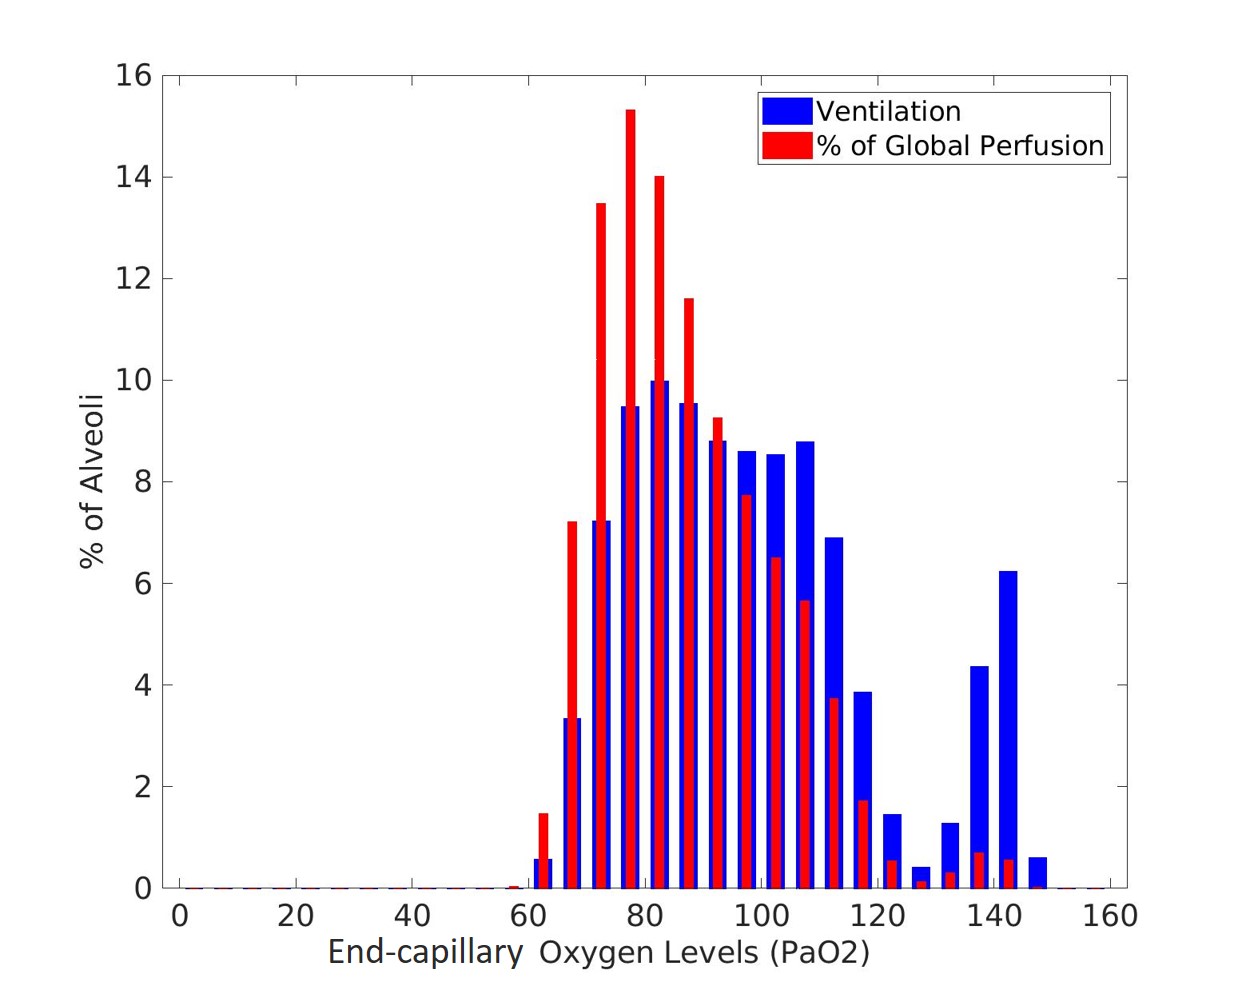 16
14
12
10
8
6
4
2
0
% of Alveoli
Ventilation
% of Global Perfusion
0 20 40 60 80 100 120 140 160
End-capillary Oxygen Levels (PaO2)